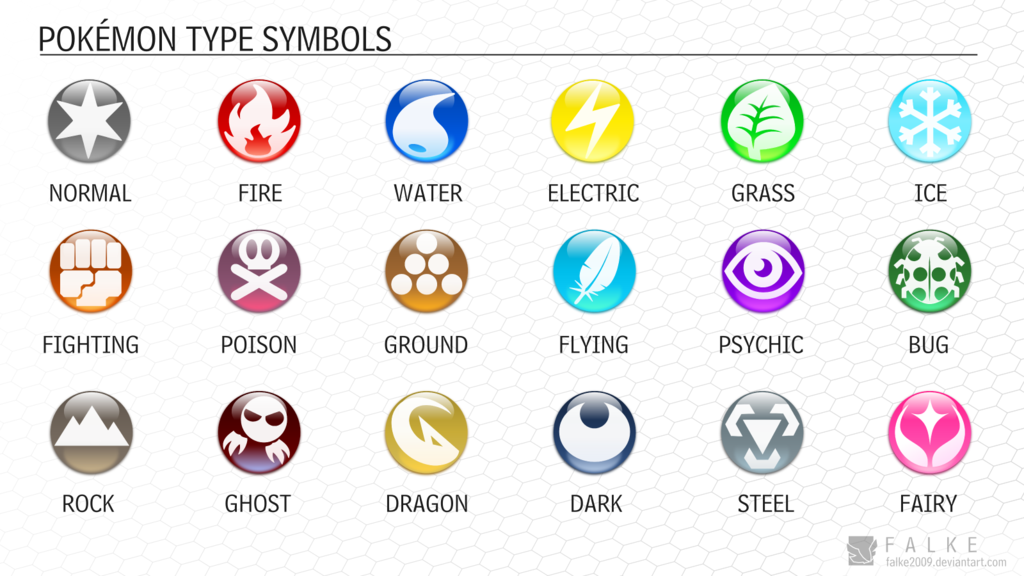 POKÉMON TYPE SYMBOLS
NORMAL FIRE WATER ELECTRIC GRASS ICE
FIGHTING POISON GROUND FLYING PSYCHIC BUG
ROCK GHOST DRAGON DARK STEEL FAIRY
FALKE
falke2009.deviantart.com